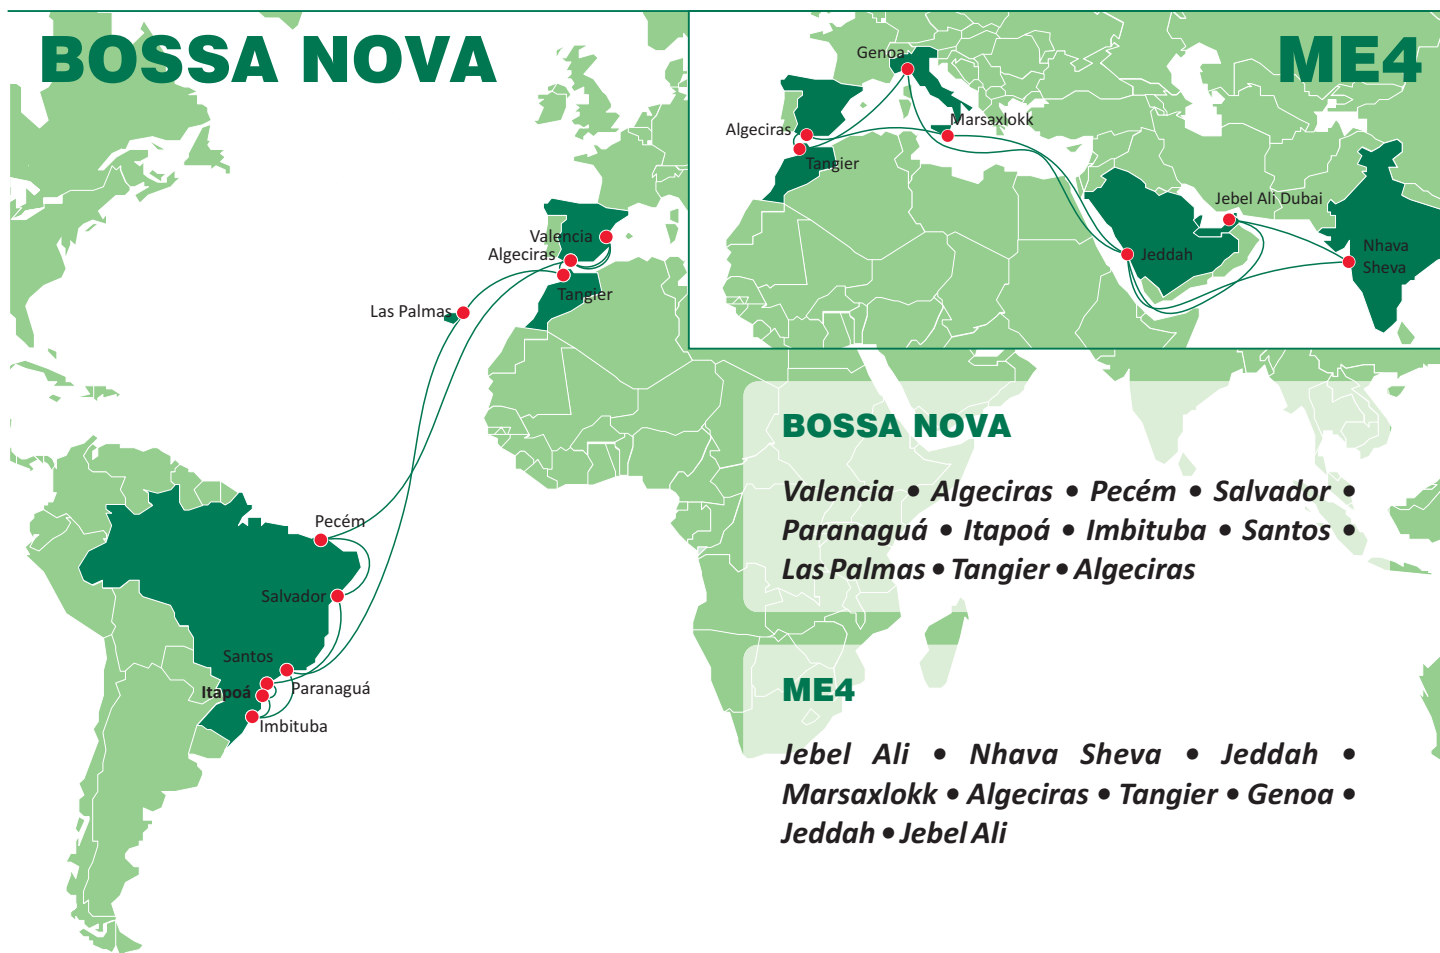 BOSSA NOVA
ME4
Genoa
Algeciras
Marsaxlokk
Tangier
Jebel Ali Dubai
Jeddah
Nhava
Sheva
Valencia
Algeciras
Tangier
Las Palmas
Pecém
Salvador
Santos
Itapoá
Paranaguá
Imbituba
BOSSA NOVA
Valencia • Algeciras • Pecém • Salvador •
Paranaguá • Itapoá • Imbituba • Santos •
Las Palmas • Tangier • Algeciras
ME4
Jebel Ali • Nhava Sheva • Jeddah •
Marsaxlokk • Algeciras • Tangier • Genoa •
Jeddah • Jebel Ali